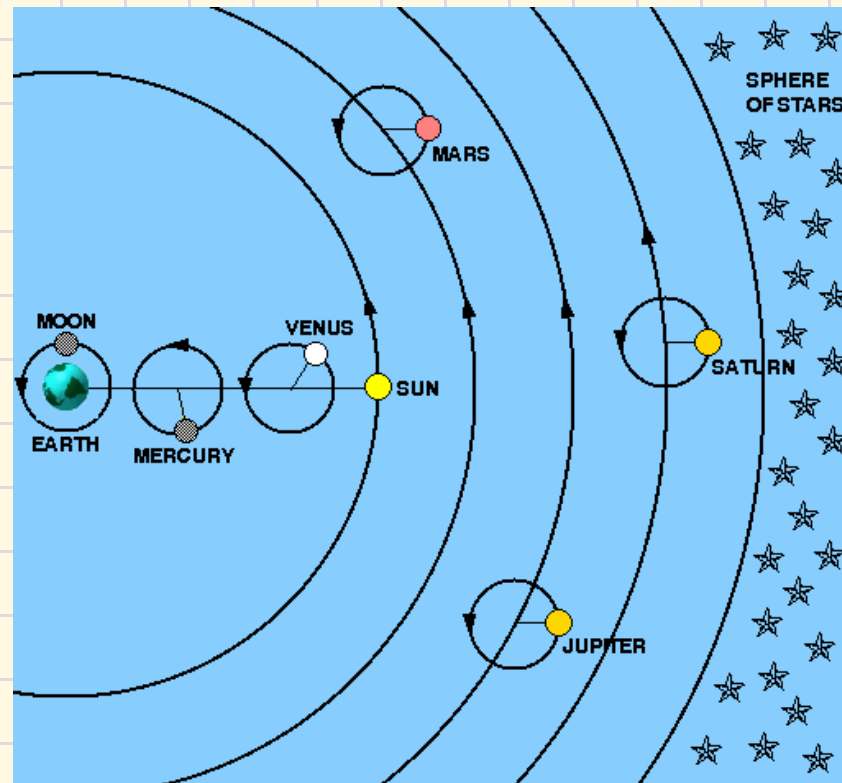 SPHERE
OF STARS
MARS
MOON
VENUS
SUN
SATURN
EARTH
MERCURY
JUPITER